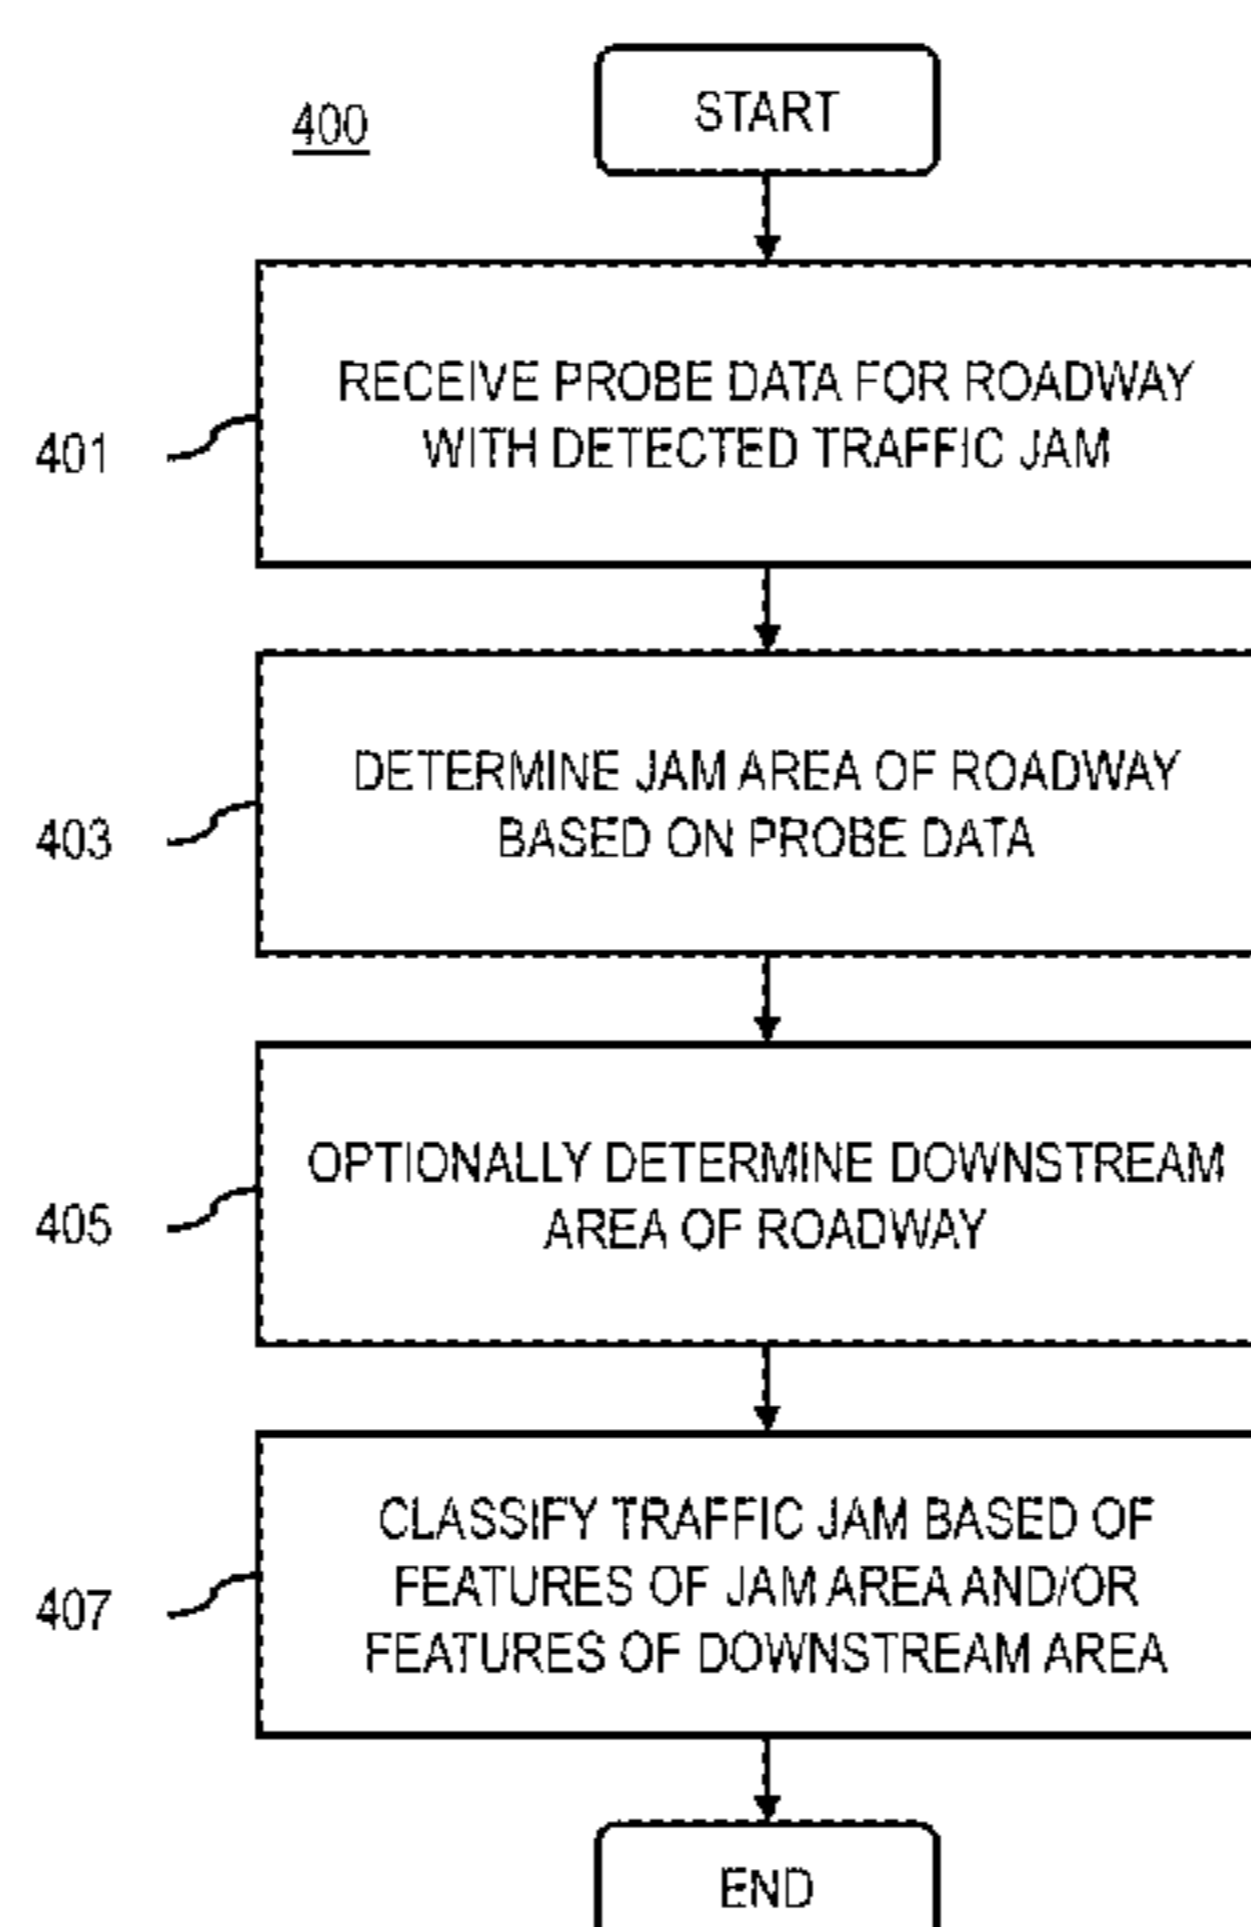 400
START
401
RECEIVE PROBE DATA FOR ROADWAY
WITH DETECTED TRAFFIC JAM
403
DETERMINE JAM AREA OF ROADWAY
BASED ON PROBE DATA
405
OPTIONALLY DETERMINE DOWNSTREAM
AREA OF ROADWAY
407
CLASSIFY TRAFFIC JAM BASED OF
FEATURES OF JAM AREA AND/OR
FEATURES OF DOWNSTREAM AREA
END